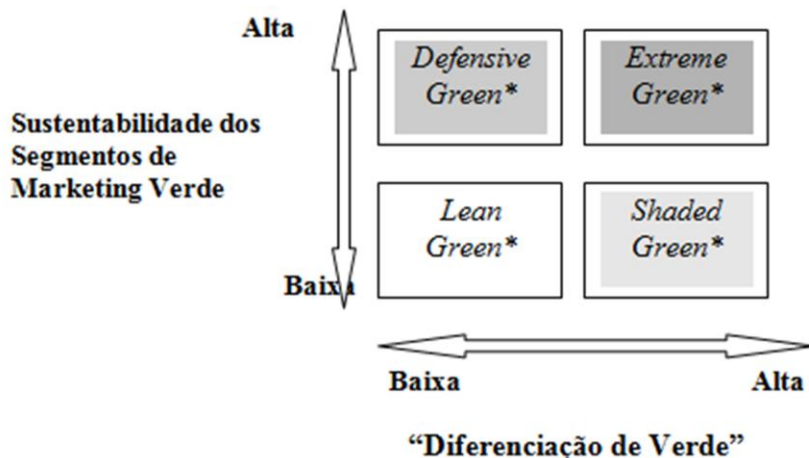 Alta
Defensive
Green*
Extreme
Green*
Sustentabilidade dos
Segmentos de
Marketing Verde
Lean
Green*
Shaded
Green*
Baixa
Baixa
Alta
“Diferenciação de Verde”